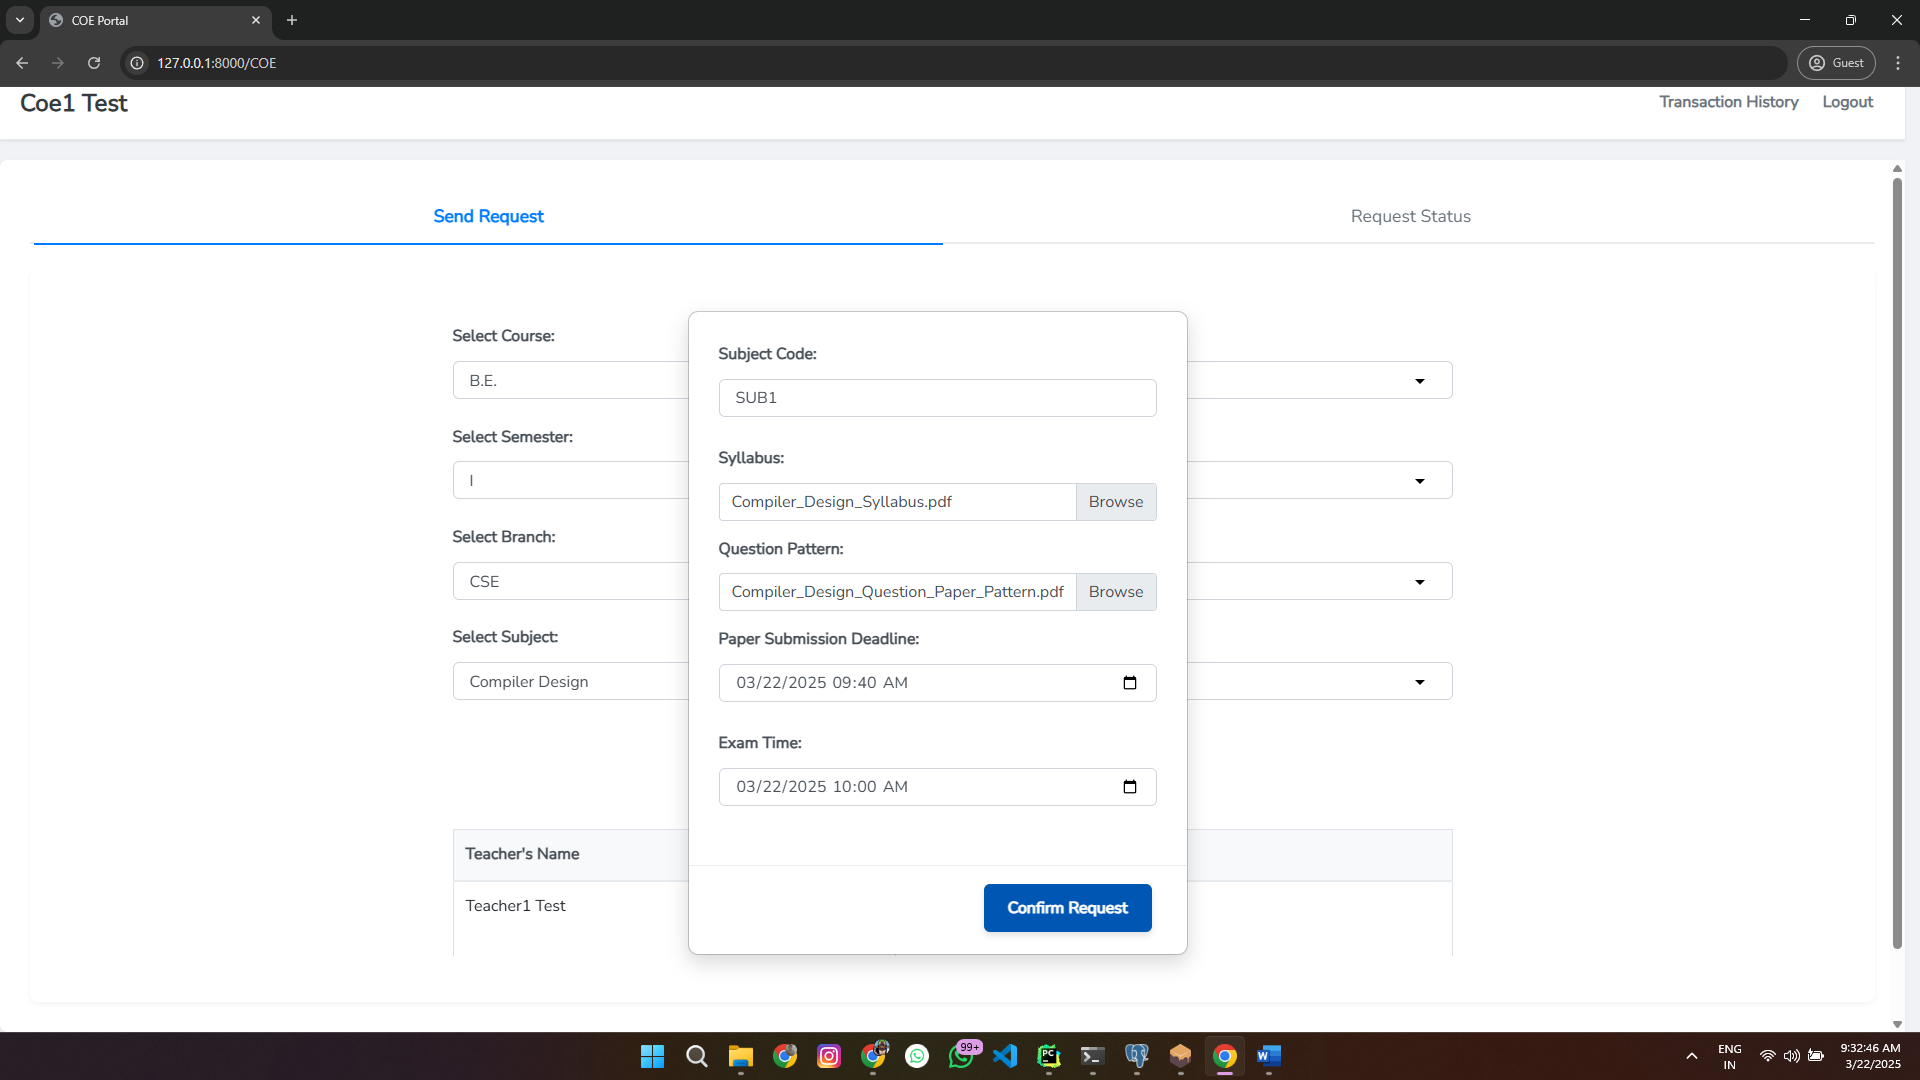 COE Portal
127.0.0.1:8000/COE
Guest
Coe1 Test
Transaction History
Logout
Send Request
Request Status
Select Course:
B.E.
Select Semester:
I
Select Branch:
CSE
Select Subject:
Compiler Design
Subject Code:
SUB1
Syllabus:
Compiler_Design_Syllabus.pdf
Browse
Question Pattern:
Compiler_Design_Question_Paper_Pattern.pdf
Browse
Paper Submission Deadline:
03/22/2025 09:40 AM
Exam Time:
03/22/2025 10:00 AM
Confirm Request
Teacher's Name
Teacher1 Test
99+
PC
W
ENG
IN
9:32:46 AM
3/22/2025